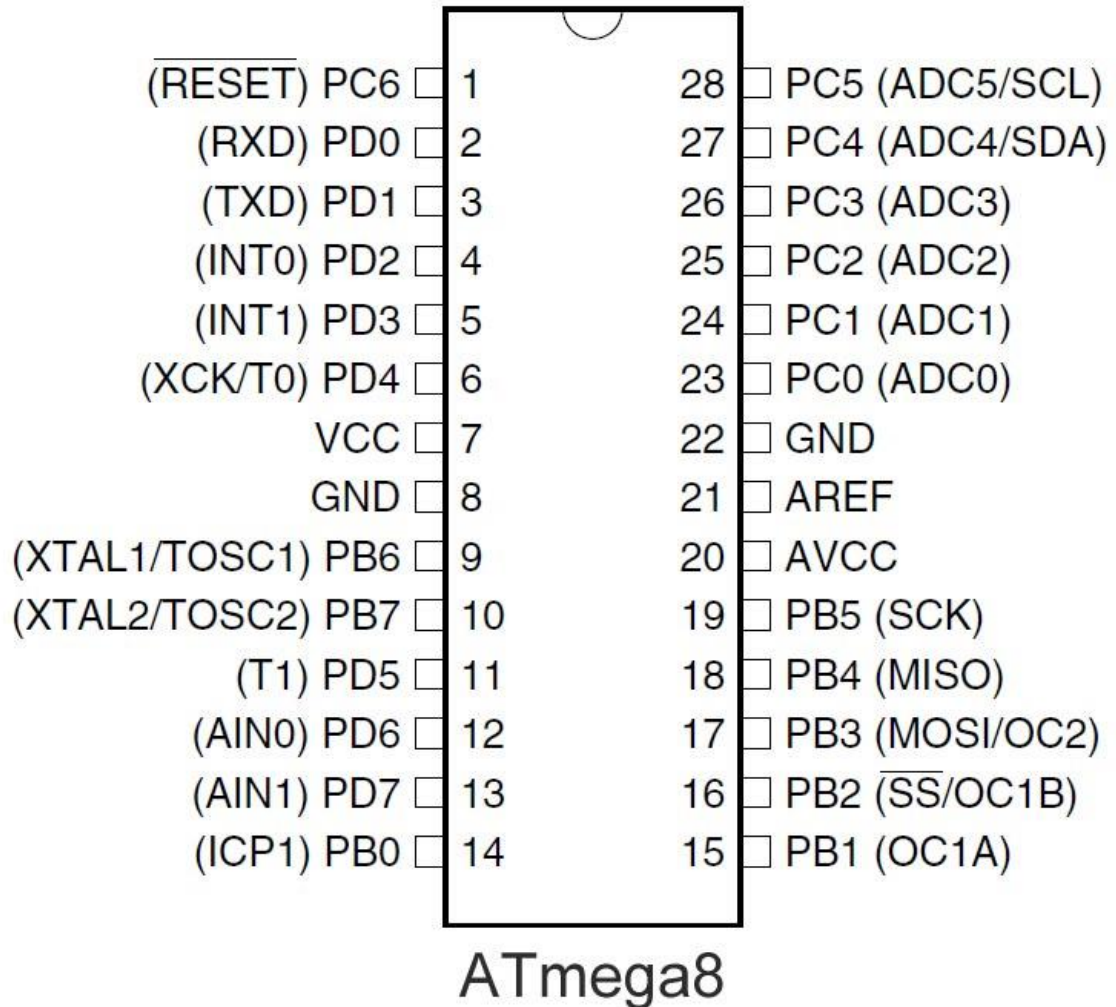 (RESET) PC6 1 28 PC5 (ADC5/SCL)
(RXD) PD0 2 27 PC4 (ADC4/SDA)
(TXD) PD1 3 26 PC3 (ADC3)
(INT0) PD2 4 25 PC2 (ADC2)
(INT1) PD3 5 24 PC1 (ADC1)
(XCK/T0) PD4 6 23 PC0 (ADC0)
VCC 7 22 GND
GND 8 21 AREF
(XTAL1/TOSC1) PB6 9 20 AVCC
(XTAL2/TOSC2) PB7 10 19 PB5 (SCK)
(T1) PD5 11 18 PB4 (MISO)
(AIN0) PD6 12 17 PB3 (MOSI/OC2)
(AIN1) PD7 13 16 PB2 (SS/OC1B)
(ICP1) PB0 14 15 PB1 (OC1A)
ATmega8